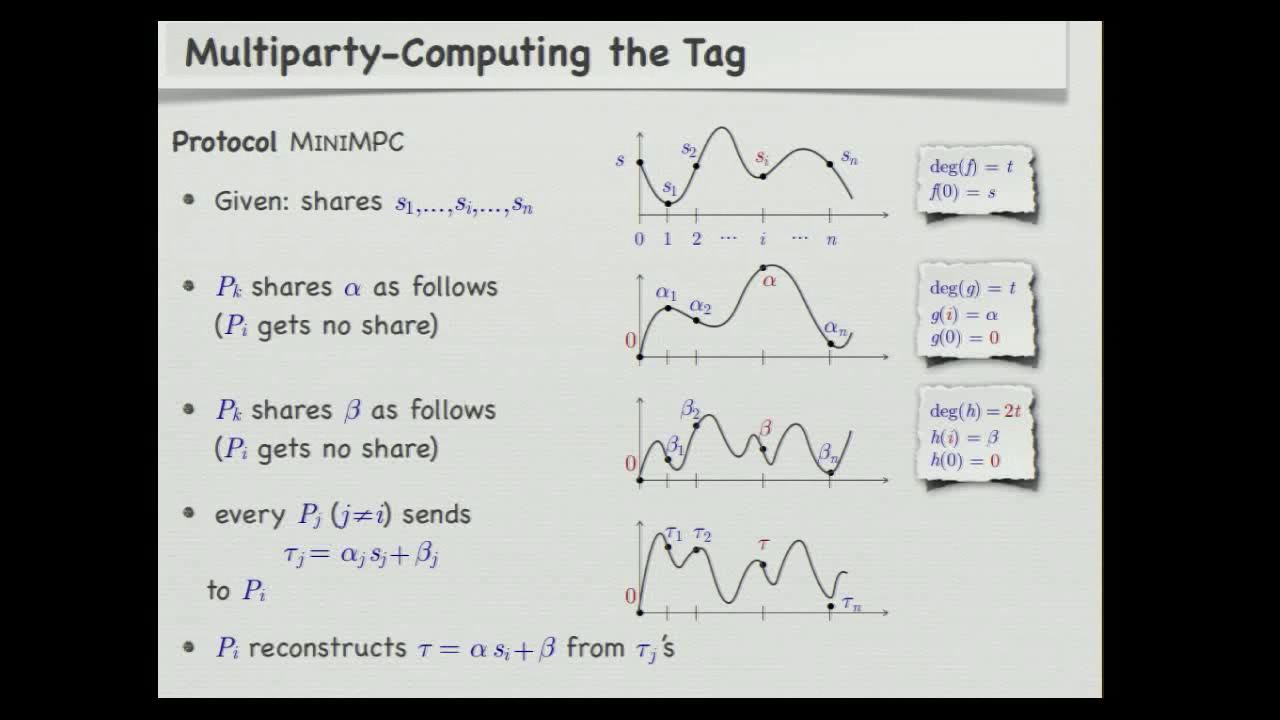 Multiparty-Computing the Tag
Protocol MINIMPC
• Given: shares s₁,...,sᵢ,...,sₙ
s s₁ s₂ sᵢ sₙ
0 1 2 ··· i ··· n
deg(f) = t
f(0) = s
• Pₖ shares α as follows
(Pᵢ gets no share)
0 α₁ α₂ α αₙ
deg(g) = t
g(i) = α
g(0) = 0
• Pₖ shares β as follows
(Pᵢ gets no share)
0 β₁ β₂ β βₙ
deg(h) = 2t
h(i) = β
h(0) = 0
• every Pⱼ (j≠i) sends
τⱼ = αⱼ sⱼ + βⱼ
to Pᵢ
0 τ₁ τ₂ τ τₙ
• Pᵢ reconstructs τ = α sᵢ + β from τⱼ's